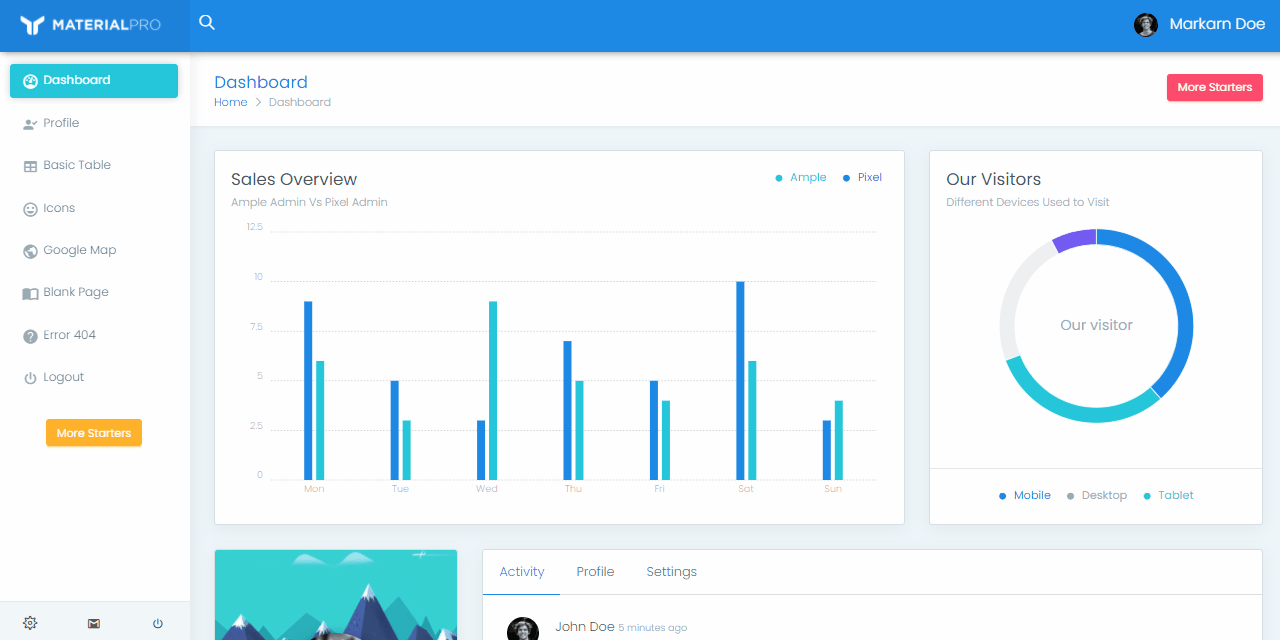 MATERIALPRO
Markarn Doe
Dashboard
Profile
Basic Table
Icons
Google Map
Blank Page
Error 404
Logout
More Starters
Dashboard
Home > Dashboard
More Starters
Sales Overview
Ample Admin Vs Pixel Admin
Ample Pixel
12.5
10
7.5
5
2.5
0
Mon Tue Wed Thu Fri Sat Sun
Our Visitors
Different Devices Used to Visit
Our visitor
Mobile Desktop Tablet
Activity Profile Settings
John Doe 5 minutes ago